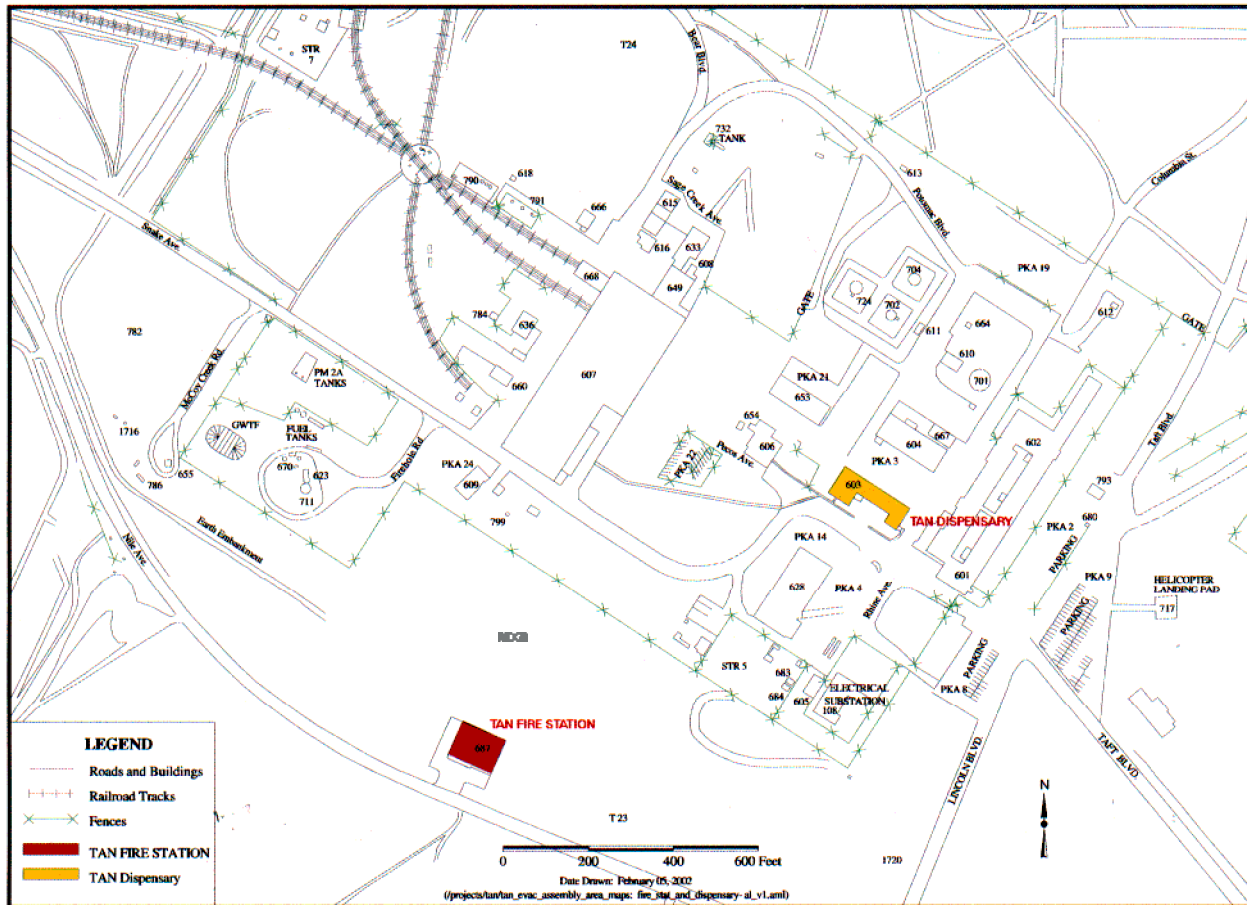 T24
STR
7
Bear Blvd.
732
TANK
Columbia St.
618
790
791
613
Sage Creek Ave.
615
666
Potomac Blvd.
Snake Ave.
616
633
608
668
649
704
PKA 19
724
702
GATE
611
664
612
GATE
784
636
610
782
McCoy Creek Rd.
PM 2A
TANKS
607
PKA 21
701
660
653
Taft Blvd.
GWTF
FUEL
TANKS
654
1716
Firehole Rd.
606
604
667
602
PKA 24
Pecos Ave.
PKA 3
670
623
PKA 22
655
786
609
603
793
711
799
TAN DISPENSARY
680
PKA 2
Earth Embankment
PKA 14
PARKING
Nile Ave.
601
PKA 9
HELICOPTER
LANDING PAD
628
PKA 4
Rhine Ave.
PARKING
717
STR 5
683
PARKING
684
605
ELECTRICAL
SUBSTATION
108
PKA 8
TAN FIRE STATION
LINCOLN BLVD.
TAFT BLVD.
LEGEND
Roads and Buildings
Railroad Tracks
Fences
TAN FIRE STATION
TAN Dispensary
N
T 23
0 200 400 600 Feet
1720
Date Drawn: February 05, 2002
(/projects/tan/tan_evac_assembly_area_maps: fire_stat_and_dispensary- al_v1.aml)